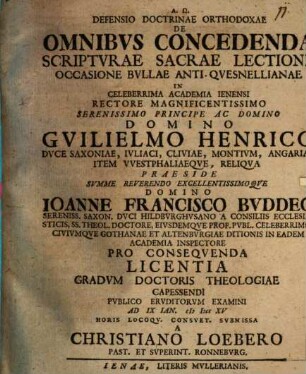 A. Ω.
DEFENSIO DOCTRINAE ORTHODOXAE
DE
OMNIBVS CONCEDENDA
SCRIPTVRAE SACRAE LECTIONE
OCCASIONE BVLLAE ANTI-QVESNELLIANAE
IN
CELEBERRIMA ACADEMIA IENENSI
RECTORE MAGNIFICENTISSIMO
SERENISSIMO PRINCIPE AC DOMINO
DOMINO
GVILIELMO HENRICO
DVCE SAXONIAE, IVLIACI, CLIVIAE, MONTIVM, ANGARIAE
ITEM VVESTPHALIAEQVE, RELIQVA
PRAESIDE
SVMME REVERENDO EXCELLENTISSIMOQVE
DOMINO
IOANNE FRANCISCO BVDDEO
SERENISS. SAXON. DVCI HILDBVRGHVSANO A CONSILIIS ECCLESIA-
STICIS, SS. THEOL. DOCTORE, EIVSDEMQVE PROF. PVBL. CELEBERRIMO
CIVIVMQVE GOTHANAE ET ALTENBVRGIAE DITIONIS IN EADEM
ACADEMIA INSPECTORE
PRO CONSEQVENDA
LICENTIA
GRADVM DOCTORIS THEOLOGIAE
CAPESSENDI
PVBLICO ERVDITORVM EXAMINI
AD IX IAN. cIɔ Iɔcc XV
HORIS LOCOQV. CONSVET. SVBMISSA
A
CHRISTIANO LOEBERO
PAST. ET SVPERINT. RONNEBVRG.
IENAE, LITERIS MVLLERIANIS.